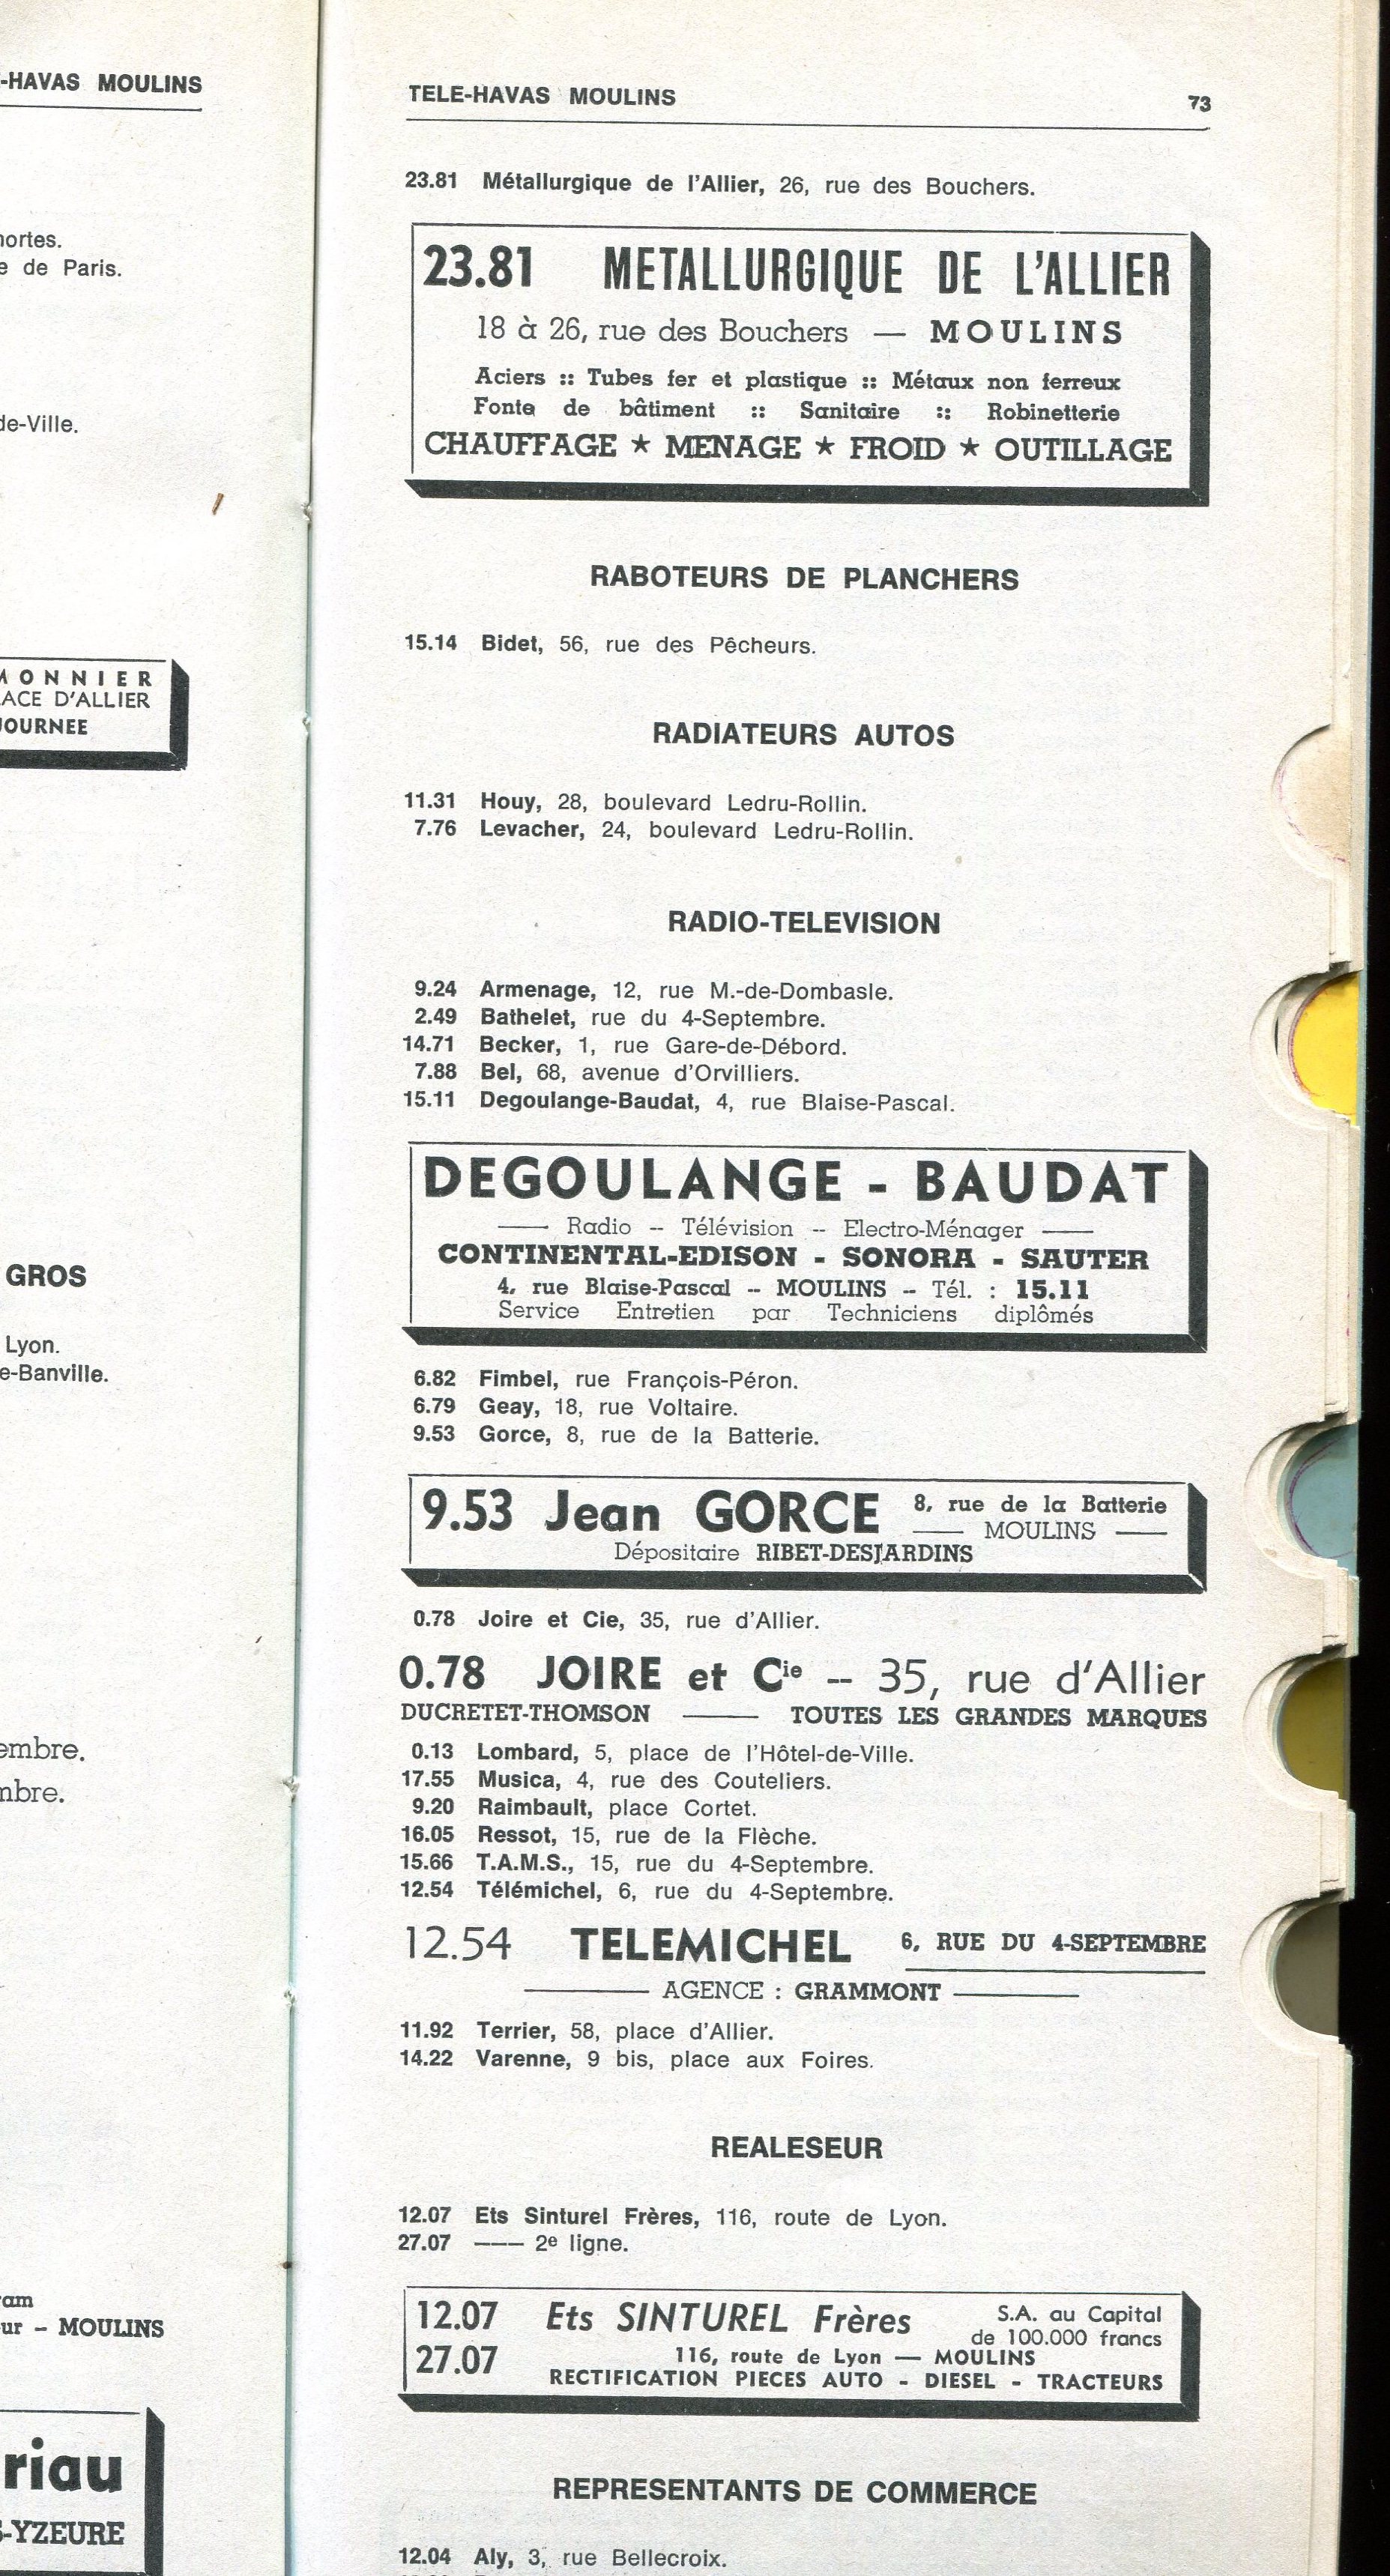 -HAVAS MOULINS
de Paris.
de-Ville.
MONNIER
D'ALLIER
JOURNEE
GROS
Lyon.
e-Banville.
- MOULINS
riau
-YZEURE
TELE-HAVAS MOULINS 73
23.81 Métallurgique de l'Allier, 26, rue des Bouchers.
23.81 METALLURGIQUE DE L'ALLIER
18 à 26, rue des Bouchers — MOULINS
Aciers :: Tubes fer et plastique :: Métaux non ferreux
Fonte de bâtiment :: Sanitaire :: Robinetterie
CHAUFFAGE ★ MENAGE ★ FROID ★ OUTILLAGE
RABOTEURS DE PLANCHERS
15.14 Bidet, 56, rue des Pêcheurs.
RADIATEURS AUTOS
11.31 Houy, 28, boulevard Ledru-Rollin.
7.76 Levacher, 24, boulevard Ledru-Rollin.
RADIO-TELEVISION
9.24 Armenage, 12, rue M.-de-Dombasle.
2.49 Bathelet, rue du 4-Septembre.
14.71 Becker, 1, rue Gare-de-Débord.
7.88 Bel, 68, avenue d'Orvilliers.
15.11 Degoulange-Baudat, 4, rue Blaise-Pascal.
DEGOULANGE - BAUDAT
—— Radio -- Télévision -- Electro-Ménager ——
CONTINENTAL-EDISON - SONORA - SAUTER
4, rue Blaise-Pascal -- MOULINS -- Tél. : 15.11
Service Entretien par Techniciens diplômés
6.82 Fimbel, rue François-Péron.
6.79 Geay, 18, rue Voltaire.
9.53 Gorce, 8, rue de la Batterie.
9.53 Jean GORCE 8, rue de la Batterie
—— MOULINS ——
Dépositaire RIBET-DESJARDINS
0.78 Joire et Cie, 35, rue d'Allier.
0.78 JOIRE et Cie -- 35, rue d'Allier
DUCRETET-THOMSON —— TOUTES LES GRANDES MARQUES
0.13 Lombard, 5, place de l'Hôtel-de-Ville.
17.55 Musica, 4, rue des Couteliers.
9.20 Raimbault, place Cortet.
16.05 Ressot, 15, rue de la Flèche.
15.66 T.A.M.S., 15, rue du 4-Septembre.
12.54 Télémichel, 6, rue du 4-Septembre.
12.54 TELEMICHEL 6, RUE DU 4-SEPTEMBRE
—— AGENCE : GRAMMONT ——
11.92 Terrier, 58, place d'Allier.
14.22 Varenne, 9 bis, place aux Foires.
REALESEUR
12.07 Ets Sinturel Frères, 116, route de Lyon.
27.07 ——— 2e ligne.
12.07 Ets SINTUREL Frères S.A. au Capital
de 100.000 francs
27.07 116, route de Lyon — MOULINS
RECTIFICATION PIECES AUTO - DIESEL - TRACTEURS
REPRESENTANTS DE COMMERCE
12.04 Aly, 3, rue Bellecroix.